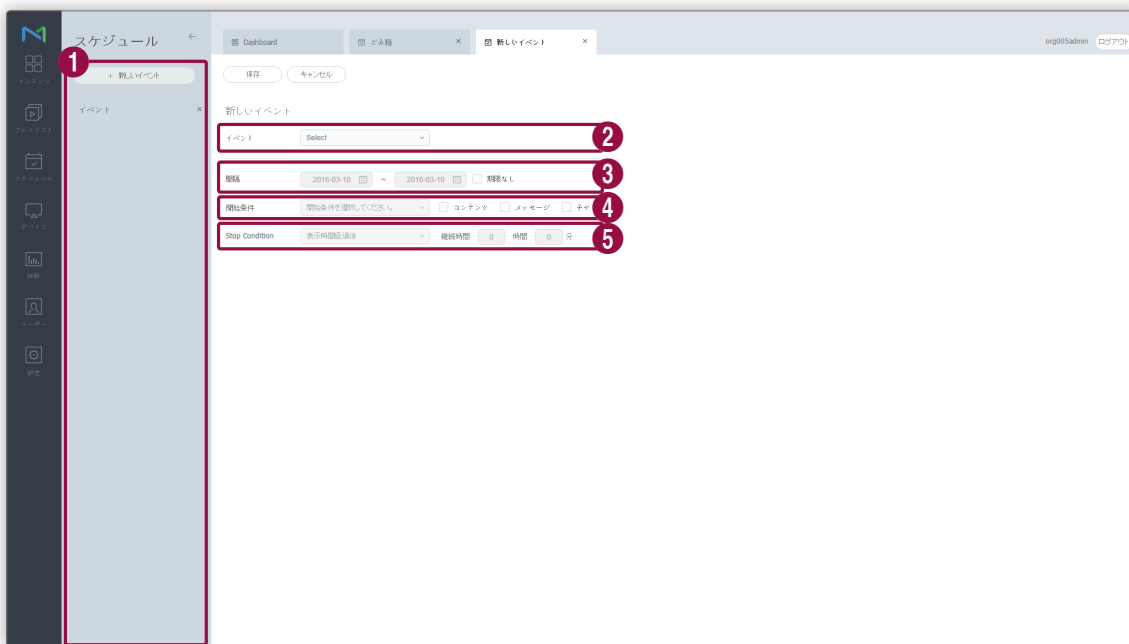 スケジュール ←
Dashboard
ごみ箱 ×
新しいイベント ×
org005admin ログアウト
1
+ 新しいイベント
イベント ×
コンテンツ
プレイリスト
スケジュール
デバイス
統計
ユーザー
設定
保存 キャンセル
新しいイベント
イベント Select 2
間隔 2016-03-10 ~ 2016-03-10 期限なし 3
開始条件 開始条件を選択してください。 コンテンツ メッセージ チャ 4
Stop Condition 表示時間経過後 継続時間 0 時間 0 分 5